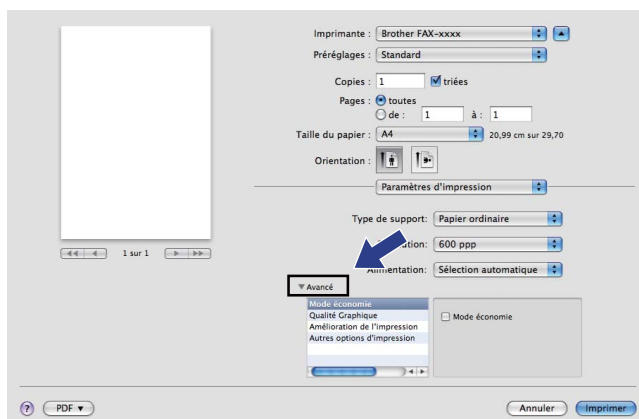 Imprimante : Brother FAX-xxxx
Préréglages : Standard
Copies : 1 triées
Pages : toutes
de : 1 à : 1
Taille du papier : A4 20,99 cm sur 29,70
Orientation :
Paramètres d'impression
Type de support: Papier ordinaire
600 ppp
1 sur 1
Alimentation: Sélection automatique
Avancé
Mode économie
Qualité Graphique
Mode économie
Amélioration de l'impression
Autres options d'impression
? PDF Annuler Imprimer